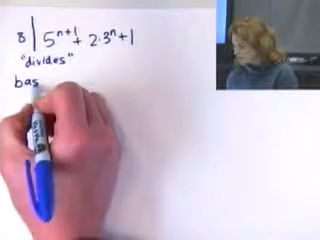 8 | 5^{n+1} + 2·3^n + 1
"divides"
bas